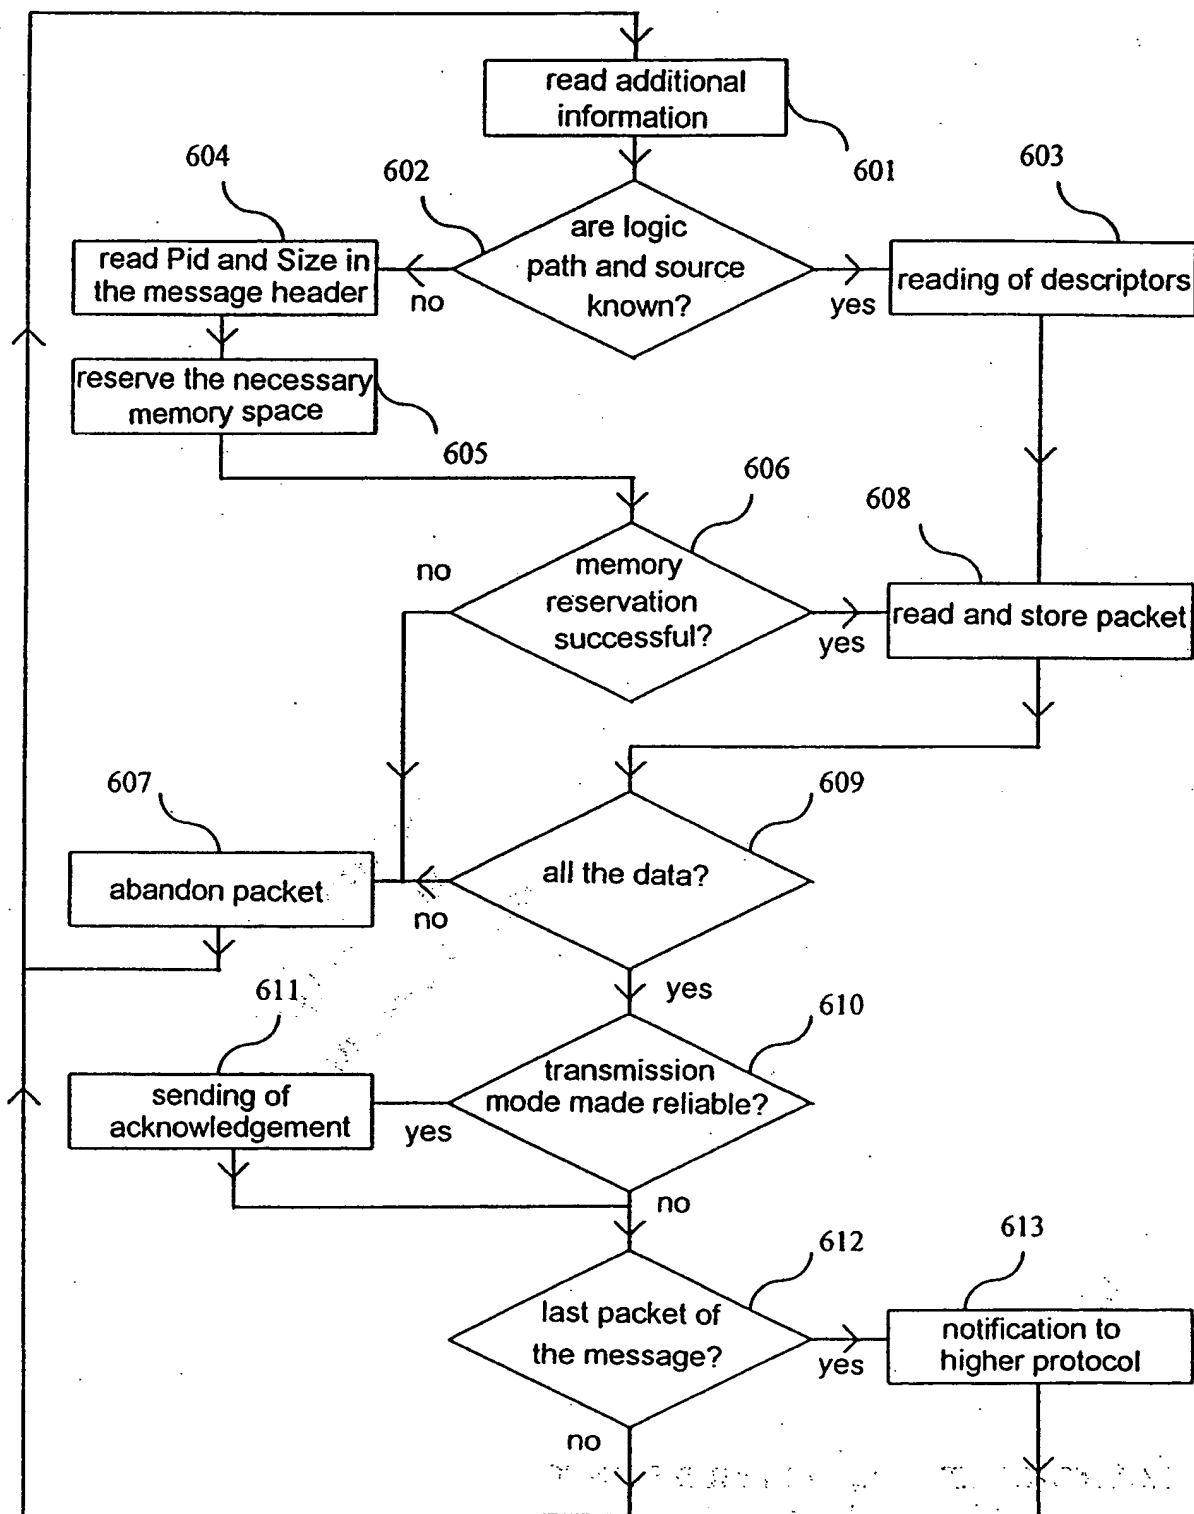 read additional
information
601
604
602
603
are logic
path and source
known?
read Pid and Size in
the message header
no
yes
reading of descriptors
reserve the necessary
memory space
605
606
608
no
memory
reservation
successful?
yes
read and store packet
607
609
abandon packet
no
all the data?
yes
611
610
sending of
acknowledgement
yes
transmission
mode made reliable?
no
612
613
last packet of
the message?
yes
notification to
higher protocol
no